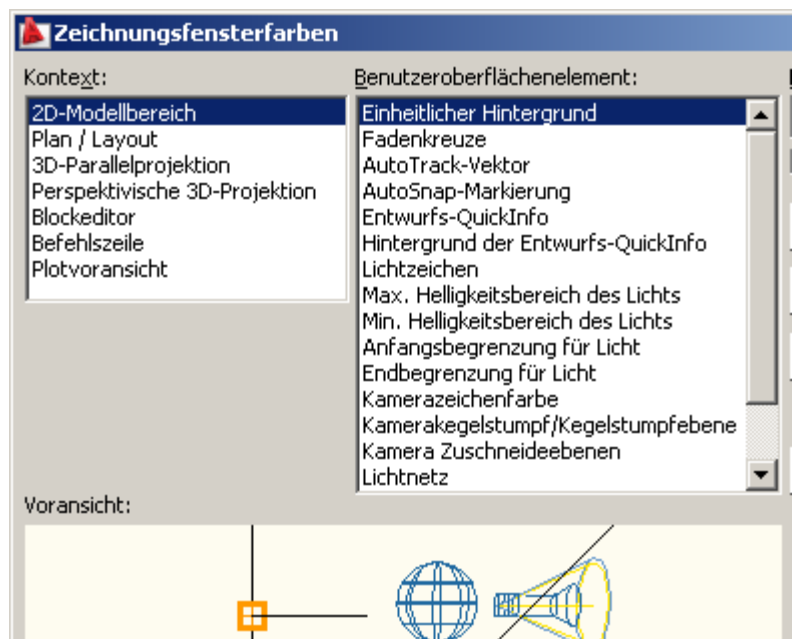 Zeichnungsfensterfarben
Kontext:
2D-Modellbereich
Plan / Layout
3D-Parallelprojektion
Perspektivische 3D-Projektion
Blockeditor
Befehlszeile
Plotvoransicht
Benutzeroberflächenelement:
Einheitlicher Hintergrund
Fadenkreuze
AutoTrack-Vektor
AutoSnap-Markierung
Entwurfs-QuickInfo
Hintergrund der Entwurfs-QuickInfo
Lichtzeichen
Max. Helligkeitsbereich des Lichts
Min. Helligkeitsbereich des Lichts
Anfangsbegrenzung für Licht
Endbegrenzung für Licht
Kamerazeichenfarbe
Kamerakegelstumpf/Kegelstumpfebene
Kamera Zuschneideebenen
Lichtnetz
Voransicht: